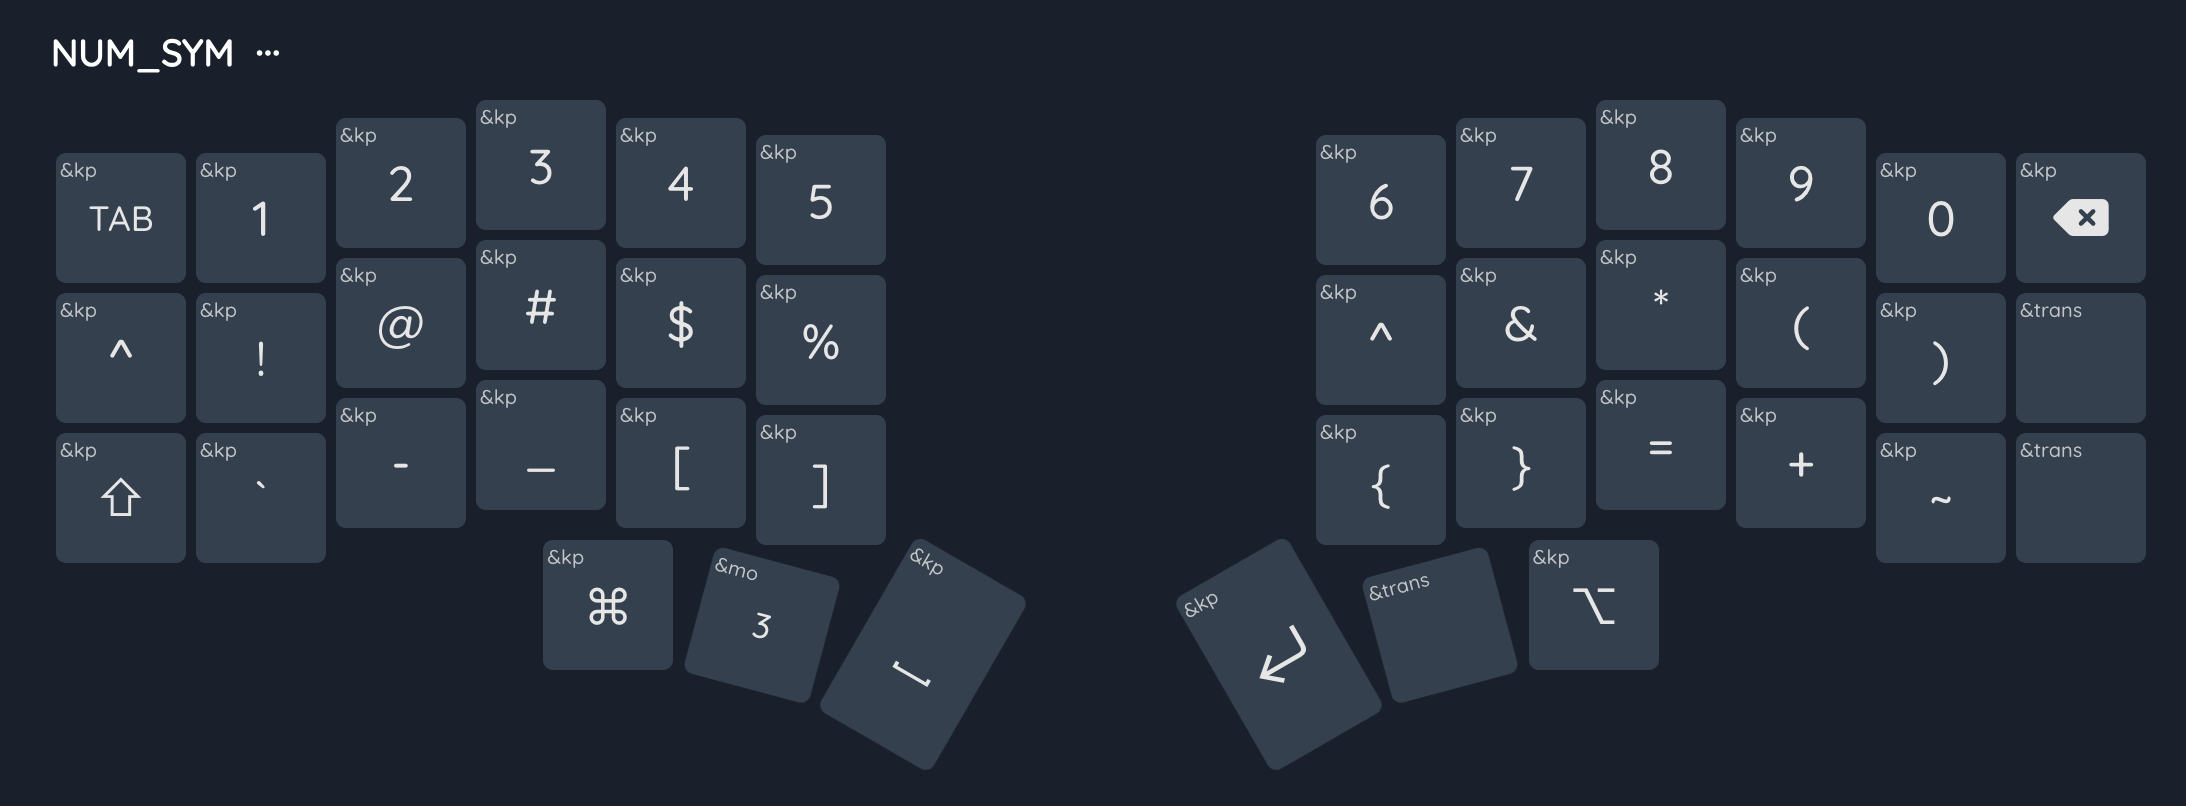 NUM_SYM ...
&kp TAB &kp 1 &kp 2 &kp 3 &kp 4 &kp 5 &kp 6 &kp 7 &kp 8 &kp 9 &kp 0 &kp ⌫
&kp ^ &kp ! &kp @ &kp # &kp $ &kp % &kp ^ &kp & &kp * &kp ( &kp ) &trans
&kp ⇧ &kp ` &kp - &kp _ &kp [ &kp ] &kp { &kp } &kp = &kp + &kp ~ &trans
&kp ⌘ &mo 3 &kp ⎵ &kp ↵ &trans &kp ⌥